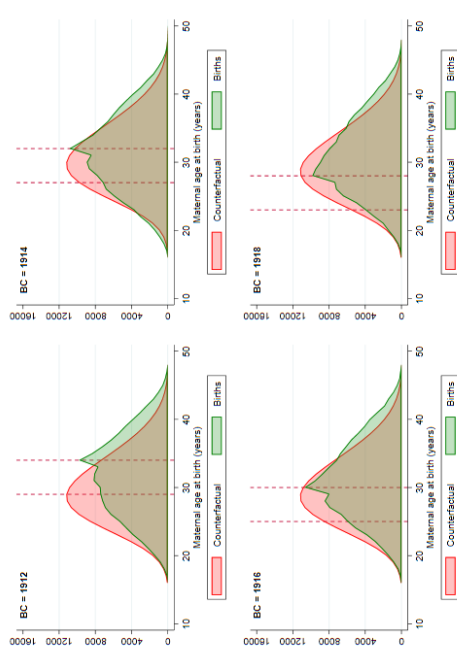 BC = 1912
16000
12000
8000
4000
0
10 20 30 40 50
Maternal age at birth (years)
Counterfactual Births
BC = 1914
16000
12000
8000
4000
0
10 20 30 40 50
Maternal age at birth (years)
Counterfactual Births
BC = 1916
16000
12000
8000
4000
0
10 20 30 40 50
Maternal age at birth (years)
Counterfactual Births
BC = 1918
16000
12000
8000
4000
0
10 20 30 40 50
Maternal age at birth (years)
Counterfactual Births